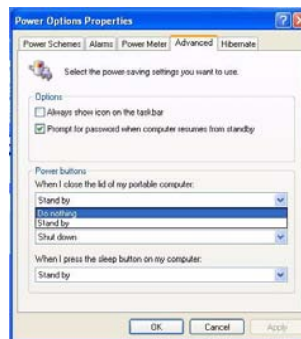 Power Options Properties
Power Schemes Alarms Power Meter Advanced Hibernate
Select the power-saving settings you want to use.
Options
Always show icon on the taskbar
Prompt for password when computer resumes from standby
Power buttons
When I close the lid of my portable computer:
Stand by
Do nothing
Stand by
Shut down
When I press the sleep button on my computer:
Stand by
OK Cancel Apply